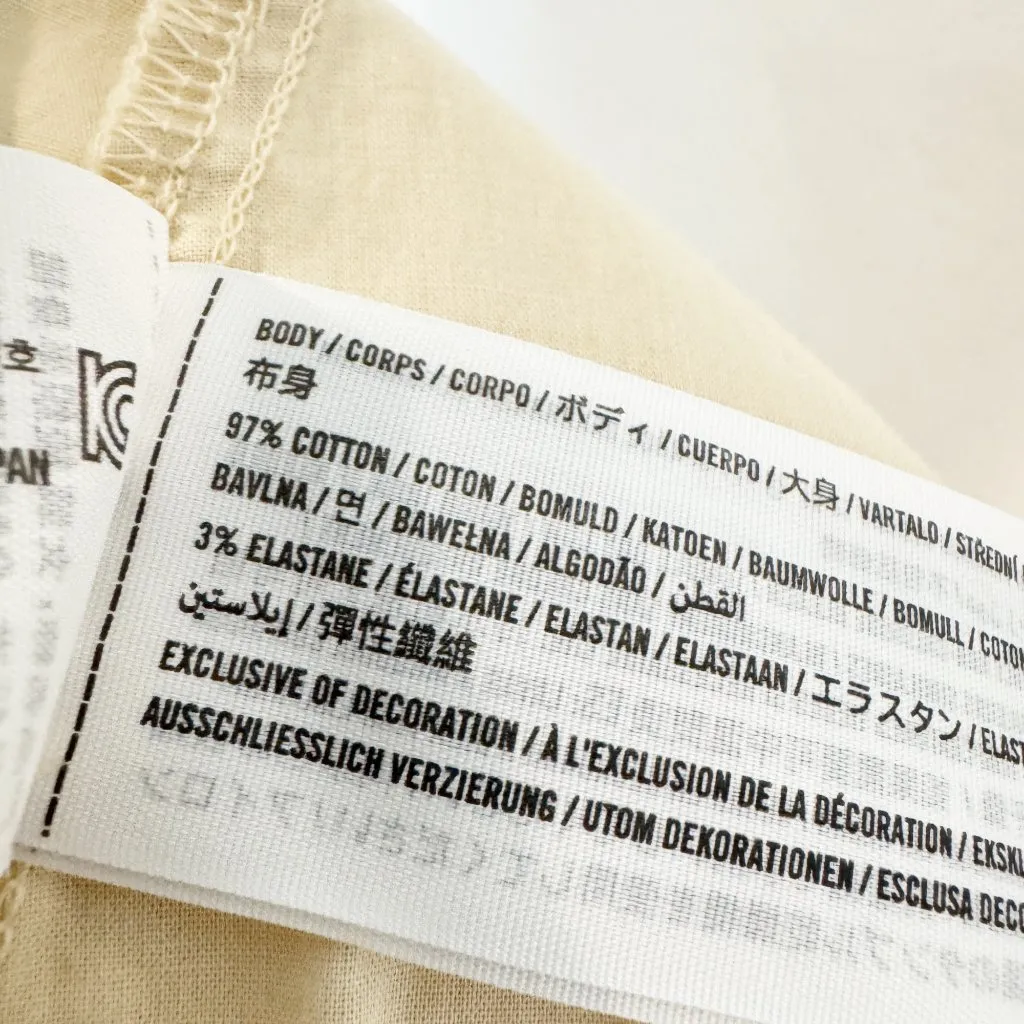 호
PAN
BODY / CORPS / CORPO / ボディ / CUERPO / 大身 / VARTALO / STŘEDNÍ
布身
97% COTTON / COTON / BOMULD / KATOEN / BAUMWOLLE / BOMULL / COTON
BAVLNA / 면 / BAWEŁNA / ALGODÃO / القطن
3% ELASTANE / ÉLASTANE / ELASTAN / ELASTAAN / エラスタン / ELAST
إيلاستين / 彈性纖維
EXCLUSIVE OF DECORATION / À L'EXCLUSION DE LA DÉCORATION / EKSKL
AUSSCHLIESSLICH VERZIERUNG / UTOM DEKORATIONEN / ESCLUSA DECO